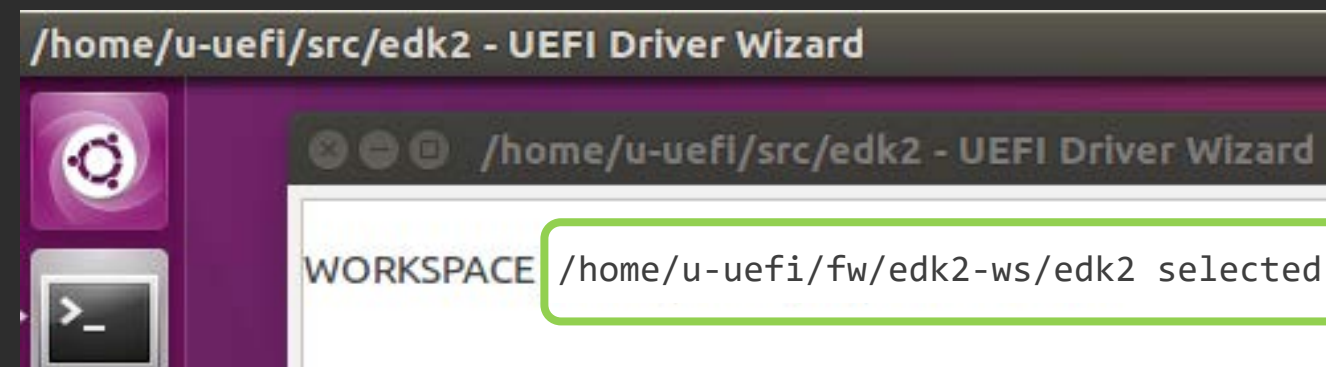 /home/u-uefi/src/edk2 - UEFI Driver Wizard
/home/u-uefi/src/edk2 - UEFI Driver Wizard
WORKSPACE /home/u-uefi/fw/edk2-ws/edk2 selected
>_